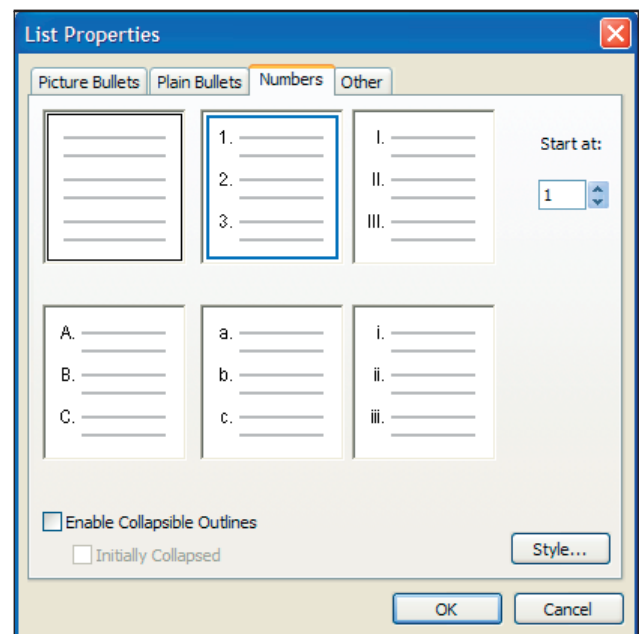 List Properties
Picture Bullets Plain Bullets Numbers Other
1. I. Start at:
2. II. 1
3. III.
A. a. i.
B. b. ii.
C. c. iii.
Enable Collapsible Outlines
Initially Collapsed Style...
OK Cancel